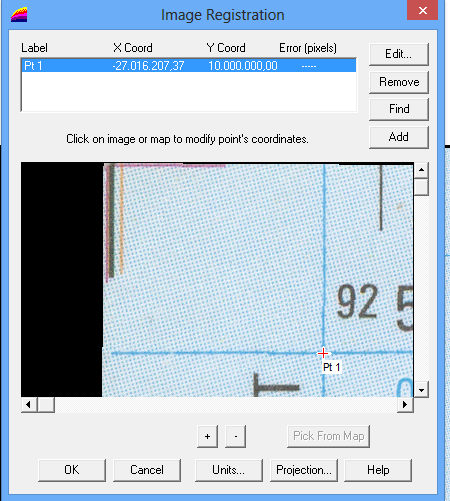 Image Registration
Label X Coord Y Coord Error (pixels)
Pt 1 -27.016.207,37 10.000.000,00 -----
Edit...
Remove
Find
Add
Click on image or map to modify point's coordinates.
92 5
Pt 1
+ - Pick From Map
OK Cancel Units... Projection... Help